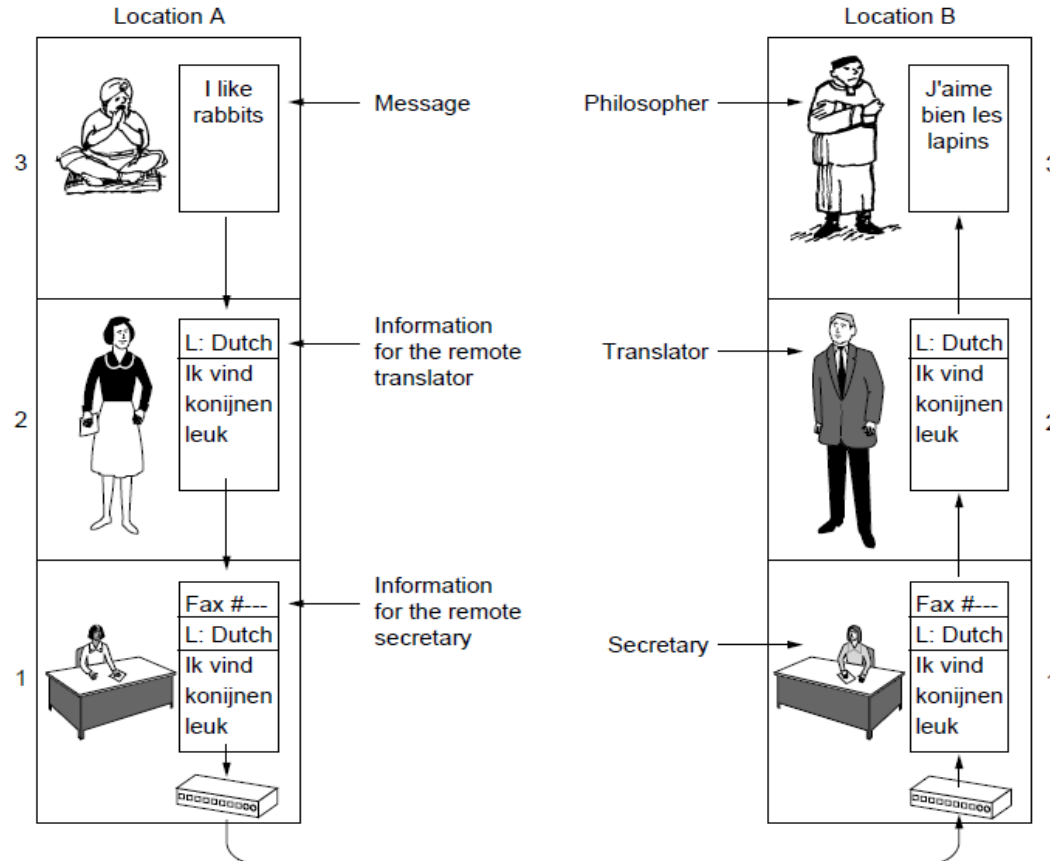 Location A
Location B
3
I like
rabbits
Message
Philosopher
J'aime
bien les
lapins
3
2
L: Dutch
Ik vind
konijnen
leuk
Information
for the remote
translator
Translator
L: Dutch
Ik vind
konijnen
leuk
2
1
Fax #---
L: Dutch
Ik vind
konijnen
leuk
Information
for the remote
secretary
Secretary
Fax #---
L: Dutch
Ik vind
konijnen
leuk